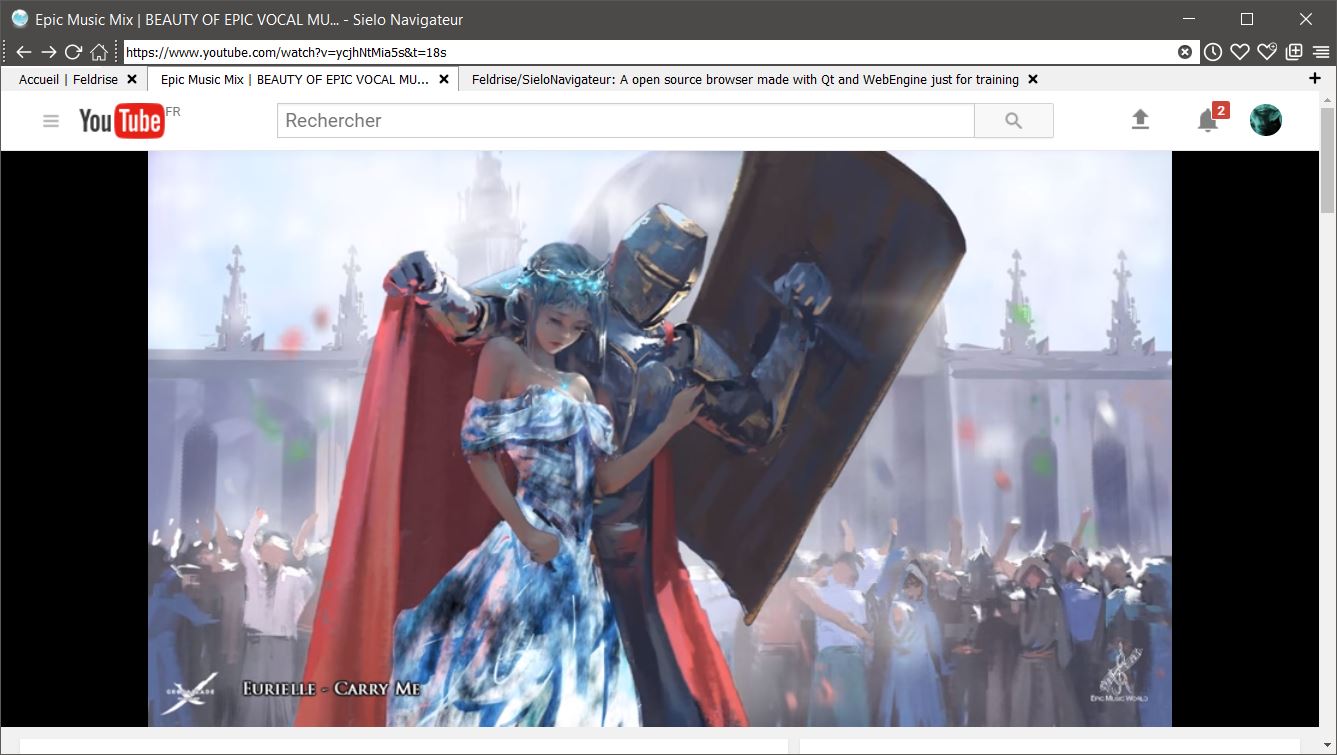 Epic Music Mix | BEAUTY OF EPIC VOCAL MU... - Sielo Navigateur
https://www.youtube.com/watch?v=ycjhNtMia5s&t=18s
Accueil | Feldrise
Epic Music Mix | BEAUTY OF EPIC VOCAL MU...
Feldrise/SieloNavigateur: A open source browser made with Qt and WebEngine just for training
YouTube FR
Rechercher
2
EURIELLE - CARRY ME
EPIC MUSIC WORLD